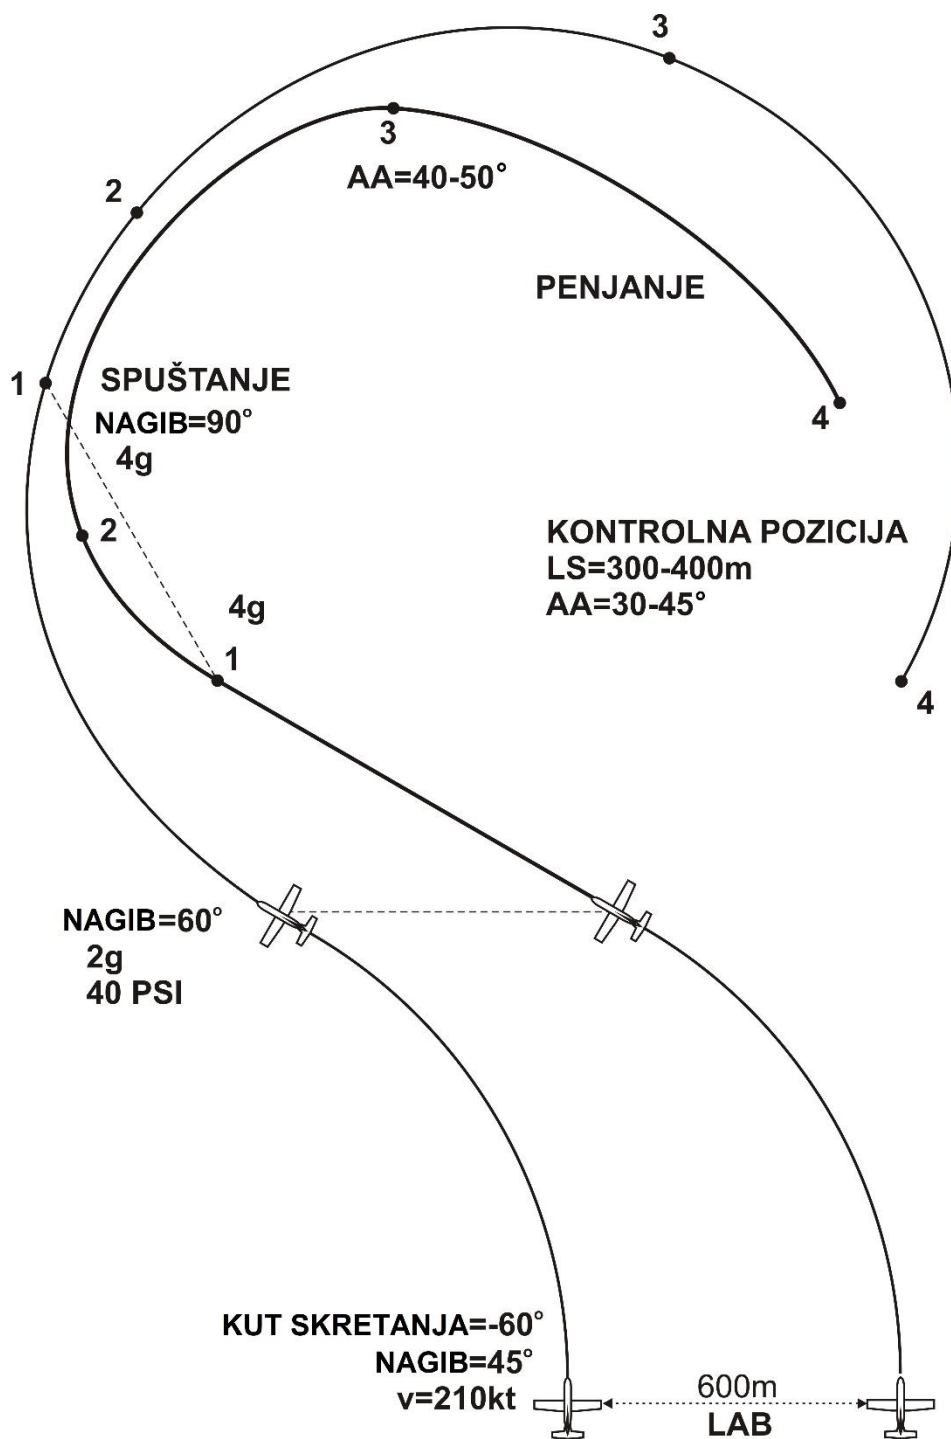 3
3
AA=40-50°
2
PENJANJE
1
SPUŠTANJE
NAGIB=90°
4g
4
2
KONTROLNA POZICIJA
LS=300-400m
AA=30-45°
4g
1
4
NAGIB=60°
2g
40 PSI
KUT SKRETANJA=-60°
NAGIB=45°
v=210kt
600m
LAB